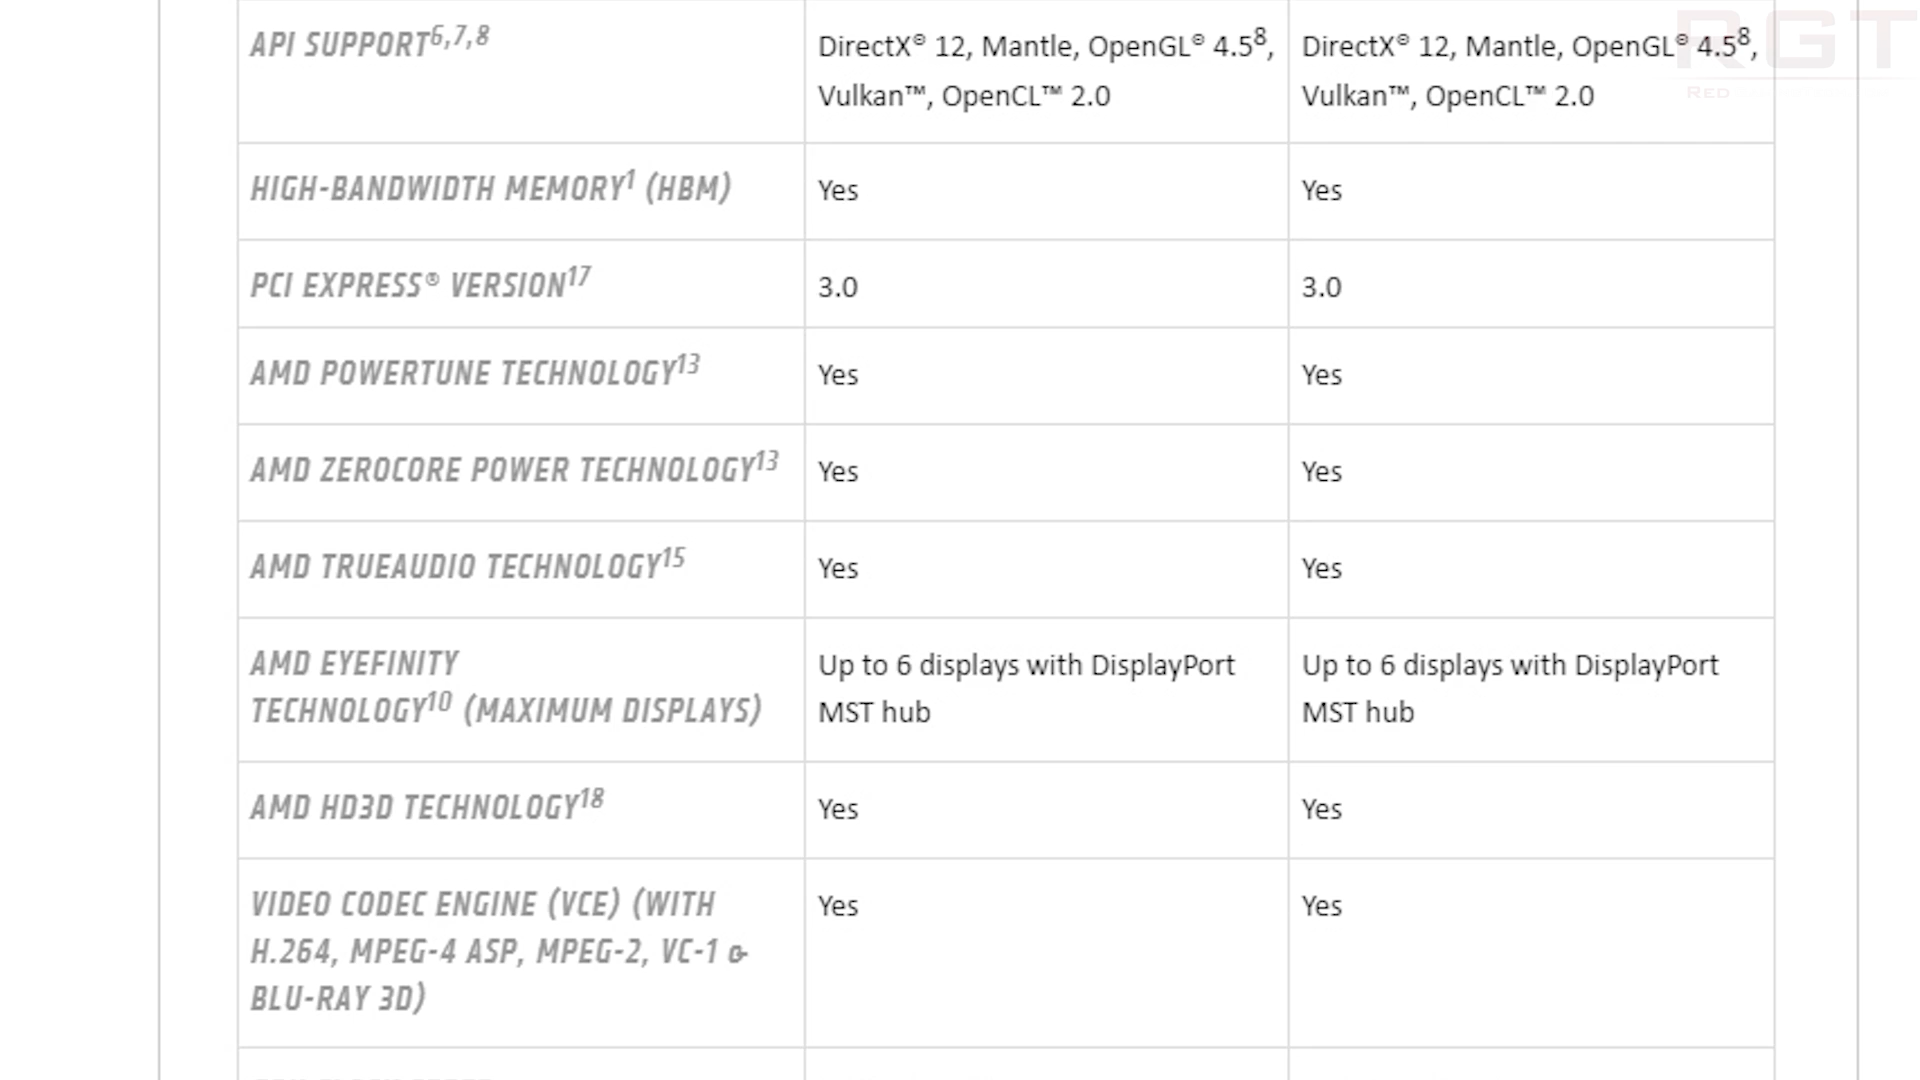 API SUPPORT6,7,8
DirectX® 12, Mantle, OpenGL® 4.58,
Vulkan™, OpenCL™ 2.0
DirectX® 12, Mantle, OpenGL® 4.58,
Vulkan™, OpenCL™ 2.0
RGT
RED
HIGH-BANDWIDTH MEMORY1 (HBM)
Yes
Yes
PCI EXPRESS® VERSION17
3.0
3.0
AMD POWERTUNE TECHNOLOGY13
Yes
Yes
AMD ZEROCORE POWER TECHNOLOGY13
Yes
Yes
AMD TRUEAUDIO TECHNOLOGY15
Yes
Yes
AMD EYEFINITY
TECHNOLOGY10 (MAXIMUM DISPLAYS)
Up to 6 displays with DisplayPort
MST hub
Up to 6 displays with DisplayPort
MST hub
AMD HD3D TECHNOLOGY18
Yes
Yes
VIDEO CODEC ENGINE (VCE) (WITH
H.264, MPEG-4 ASP, MPEG-2, VC-1 &
BLU-RAY 3D)
Yes
Yes